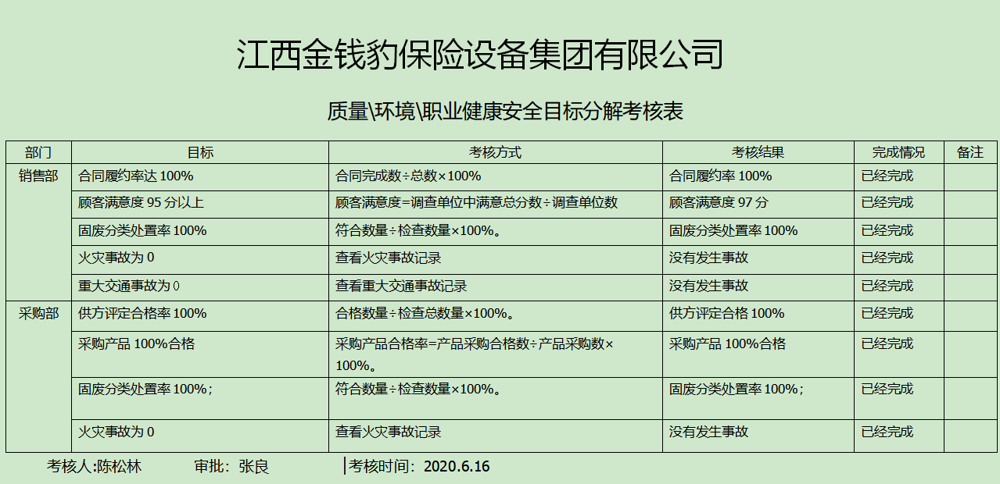 江西金钱豹保险设备集团有限公司
质量\环境\职业健康安全目标分解考核表
部门 目标 考核方式 考核结果 完成情况 备注
销售部 合同履约率达 100% 合同完成数÷总数×100% 合同履约率 100% 已经完成
顾客满意度 95 分以上 顾客满意度=调查单位中满意总分数÷调查单位数 顾客满意度 97 分 已经完成
固废分类处置率 100% 符合数量÷检查数量×100%。 固废分类处置率 100% 已经完成
火灾事故为 0 查看火灾事故记录 没有发生事故 已经完成
重大交通事故为 0 查看重大交通事故记录 没有发生事故 已经完成
采购部 供方评定合格率 100% 合格数量÷检查总数量×100%。 供方评定合格 100% 已经完成
采购产品 100%合格 采购产品合格率=产品采购合格数÷产品采购数× 采购产品 100%合格 已经完成
100%。
固废分类处置率 100%； 符合数量÷检查数量×100%。 固废分类处置率 100%； 已经完成
火灾事故为 0 查看火灾事故记录 没有发生事故 已经完成
考核人:陈松林 审批：张良 考核时间：2020.6.16